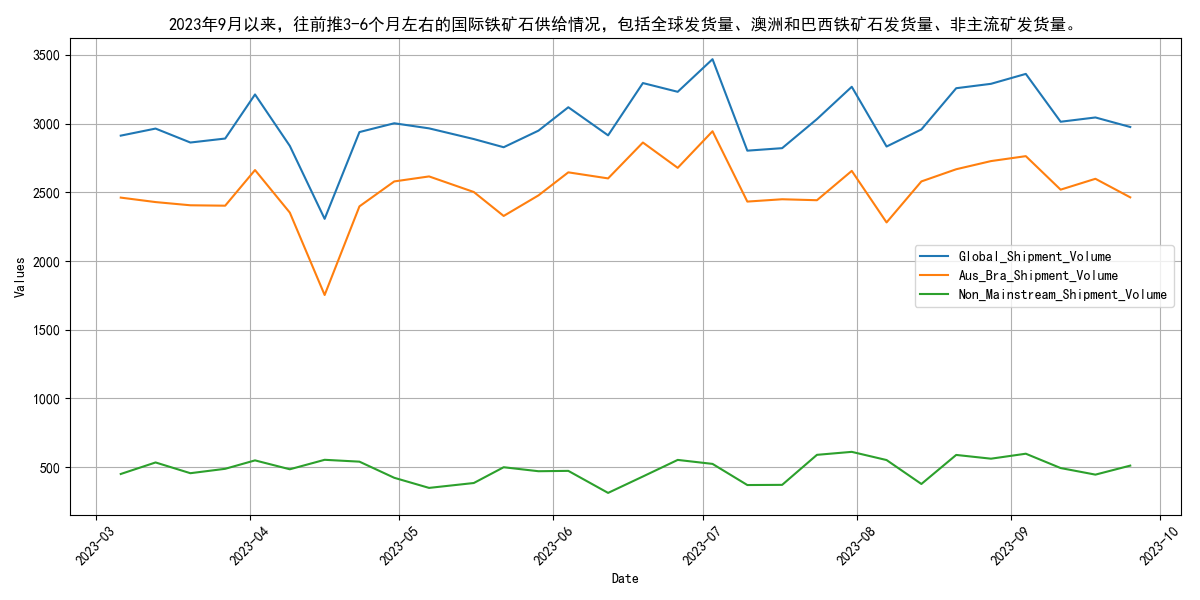 2023年9月以来，往前推3-6个月左右的国际铁矿石供给情况，包括全球发货量、澳洲和巴西铁矿石发货量、非主流矿发货量。
3500
3000
2500
2000
1500
1000
500
Values
Global_Shipment_Volume
Aus_Bra_Shipment_Volume
Non_Mainstream_Shipment_Volume
2023-03
2023-04
2023-05
2023-06
2023-07
2023-08
2023-09
2023-10
Date